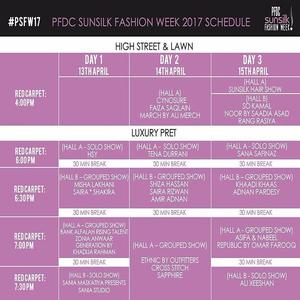 #PSFW17
PFDC SUNSILK FASHION WEEK 2017 SCHEDULE
PFDC
sunsilk
FASHION WEEK
HIGH STREET & LAWN
DAY 1
13TH APRIL
DAY 2
14TH APRIL
DAY 3
15TH APRIL
RED CARPET:
4:00PM
(HALL A)
CYNOSURE
FAIZA SAQLAIN
MARCH BY ALI MERCH
(HALL A)
SUNSILK HAIR SHOW
(HALL B)
SO KAMAL
NOOR BY SAADIA ASAD
RANG RASIYA
LUXURY PRET
RED CARPET:
6:00PM
(HALL A - SOLO SHOW)
HSY
(HALL A - SOLO SHOW)
TENA DURRANI
(HALL A - SOLO SHOW)
SANA SAFINAZ
30 MIN BREAK
30 MIN BREAK
30 MIN BREAK
RED CARPET:
6:30PM
(HALL B – GROUPED SHOW)
MISHA LAKHANI
SAIRA * SHAKIRA
(HALL B – GROUPED SHOW)
SHIZA HASSAN
SAIRA RIZWAN
AMIR ADNAN
(HALL B – GROUPED SHOW)
KHAADI KHAAS
ADNAN PARDESY
30 MIN BREAK
30 MIN BREAK
30 MIN BREAK
RED CARPET:
7:00PM
(HALL A – GROUPED SHOW)
BANK ALFALAH RISING TALENT
ZONIA ANWAAR
GENERATION BY
KHADIJA RAHMAN
(HALL A – GROUPED SHOW)
ETHNIC BY OUTFITTERS
CROSS STITCH
SAPPHIRE
(HALL A – GROUPED SHOW)
ASIFA & NABEEL
REPUBLIC BY OMAR FAROOQ
30 MIN BREAK
30 MIN BREAK
RED CARPET:
7:30PM
(HALL B - SOLO SHOW)
SANIA MASKATIYA PRESENTS
SANIA STUDIO
(HALL B - SOLO SHOW)
ALI XEESHAN